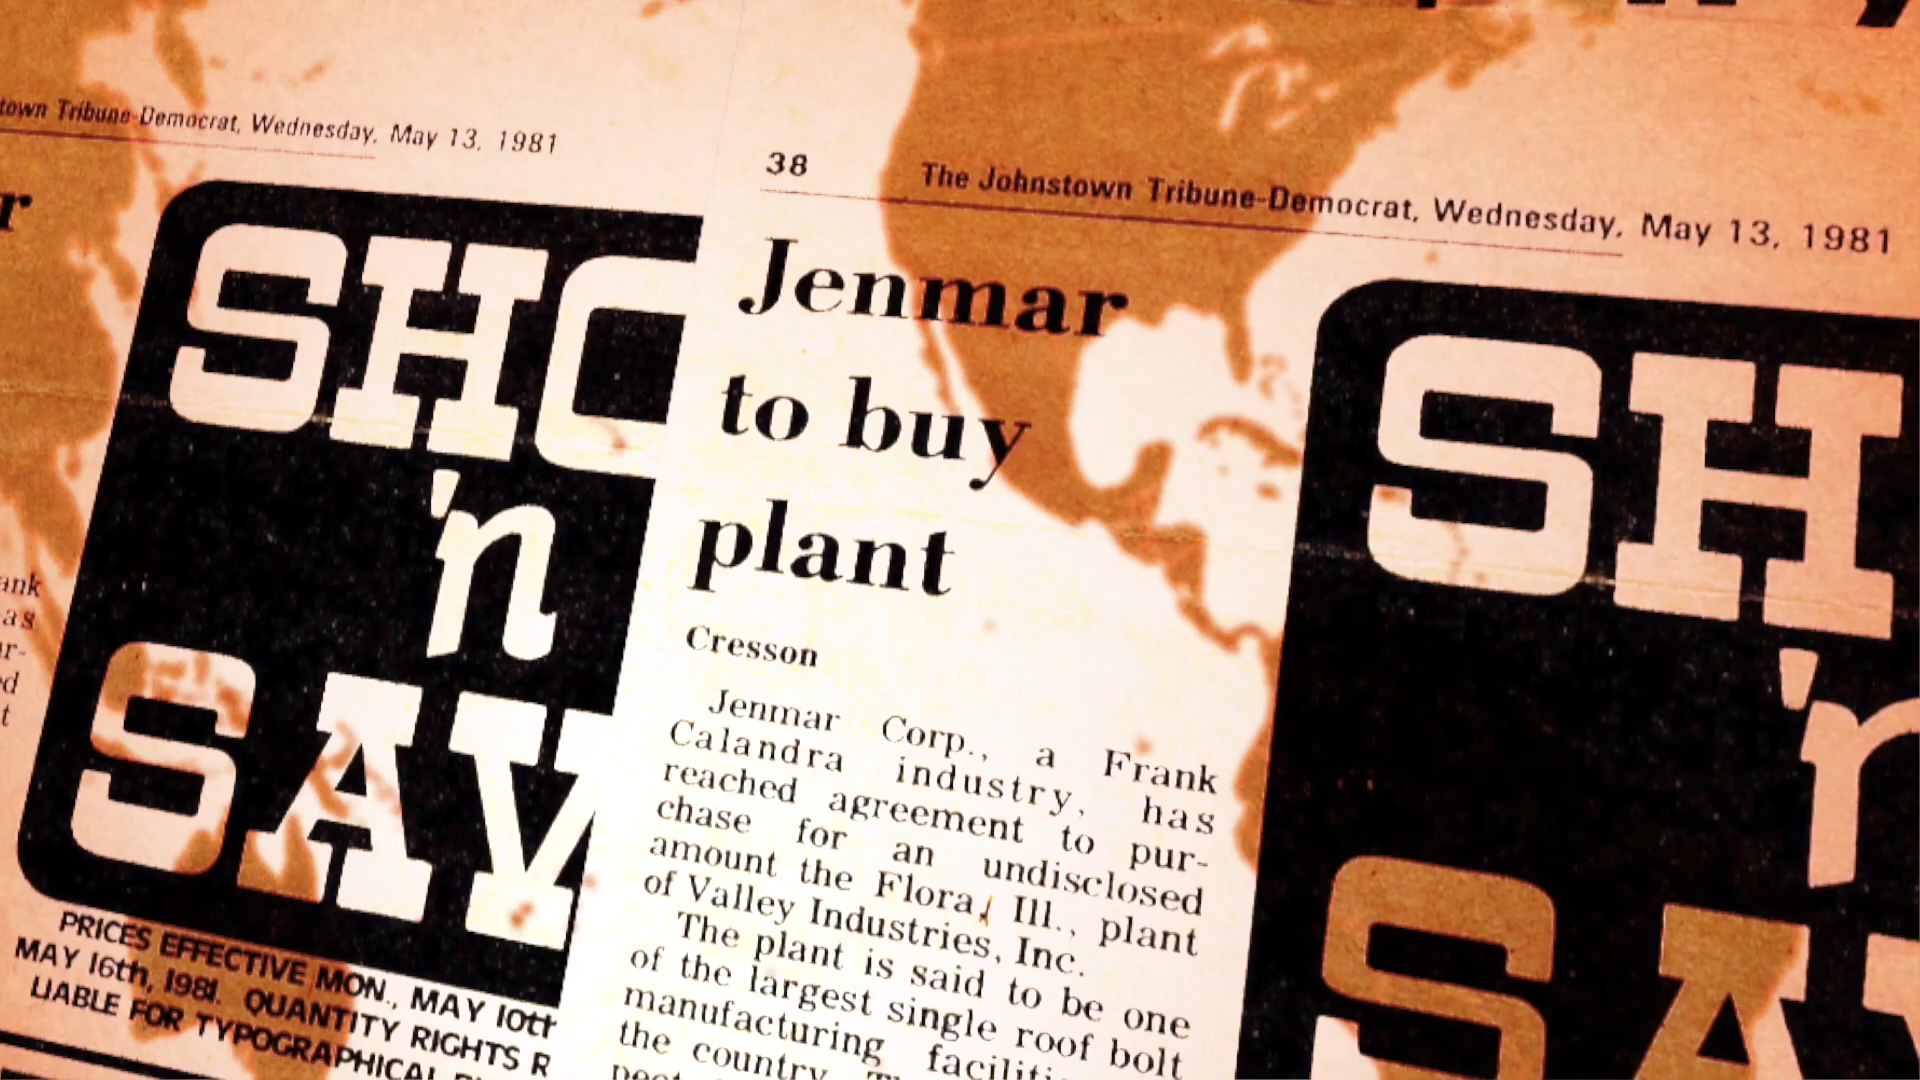 town Tribune-Democrat, Wednesday, May 13, 1981
SHO
'n
SAV
PRICES EFFECTIVE MON., MAY 10th
MAY 16th, 1981. QUANTITY RIGHTS R
LIABLE FOR TYPOGRAPHICAL
38 The Johnstown Tribune-Democrat, Wednesday, May 13, 1981
Jenmar
to buy
plant
Cresson
Jenmar Corp., a Frank
Calandra industry, has
reached agreement to pur-
chase for an undisclosed
amount the Flora, Ill., plant
of Valley Industries, Inc.
The plant is said to be one
of the largest single roof bolt
manufacturing
the country.
SH
'n
SA